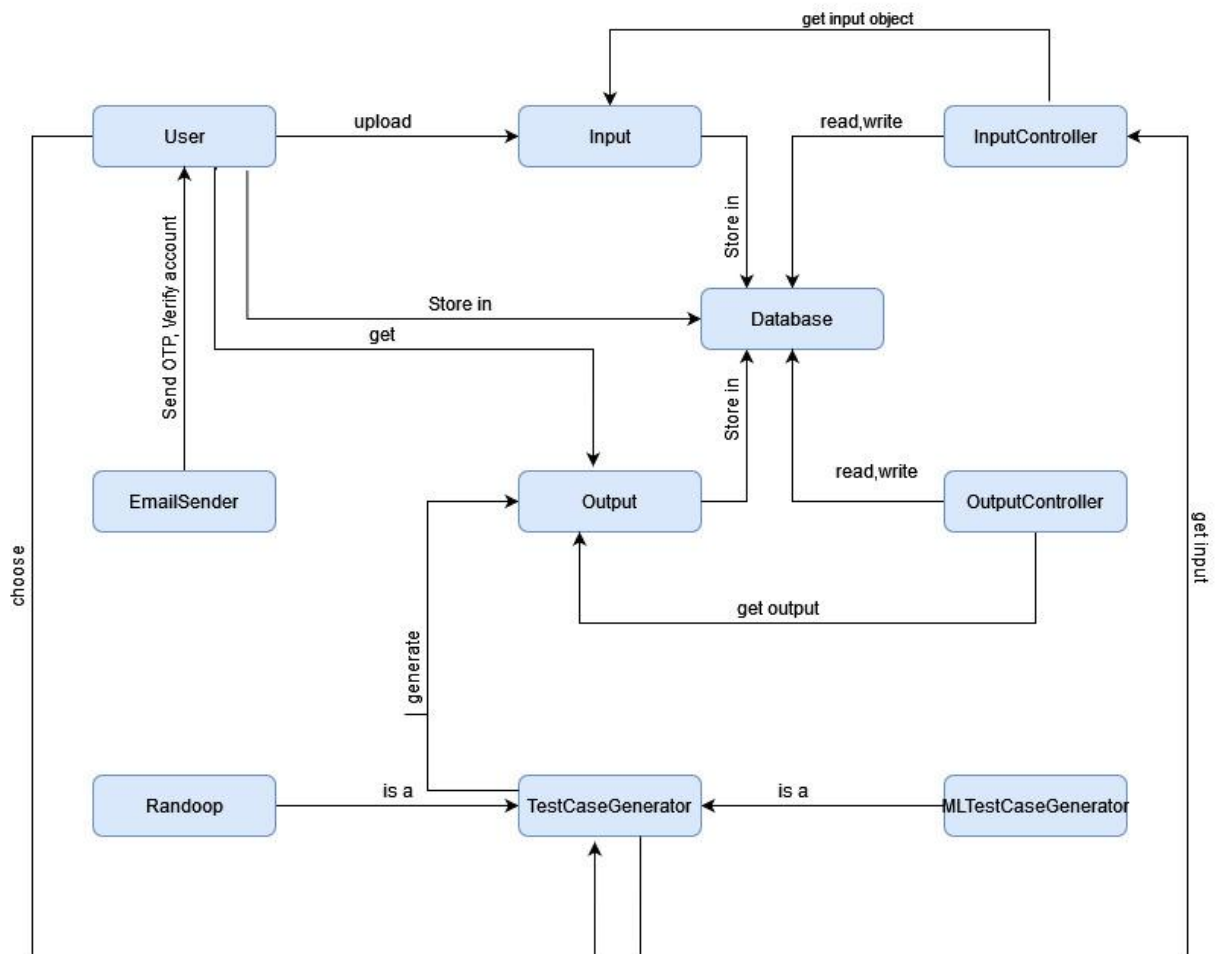 get input object
User
upload
Input
read,write
InputController
Store in
Send OTP, Verify account
Store in
Database
get
Store in
EmailSender
Output
read,write
OutputController
choose
get input
get output
generate
Randoop
is a
TestCaseGenerator
is a
MLTestCaseGenerator